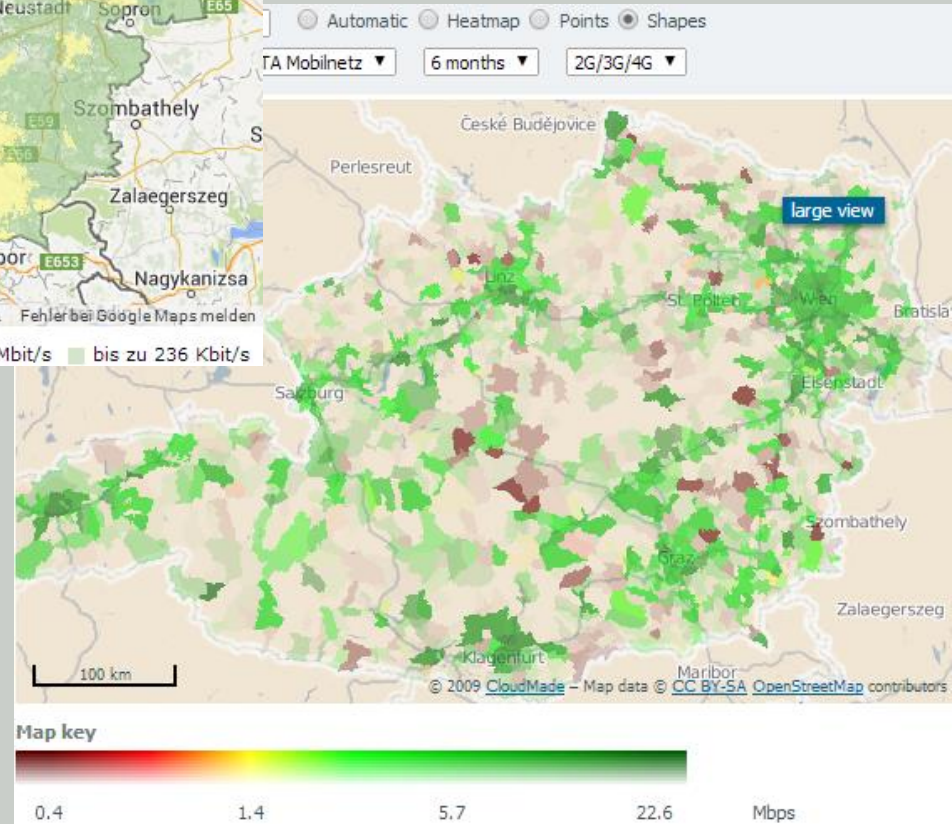 Neustadt Sopron E65
Automatic Heatmap Points Shapes
TA Mobilnetz 6 months 2G/3G/4G
E59
Szombathely
E66
Zalaegerszeg
E653
Nagykanizsa
Fehler bei Google Maps melden
Mbit/s bis zu 236 Kbit/s
České Budějovice
Perlesreut
large view
Linz
St. Pölten
Wien
Eisenstadt
Salzburg
Szombathely
Graz
Zalaegerszeg
Klagenfurt
Maribor
100 km
© 2009 CloudMade – Map data © CC BY-SA OpenStreetMap contributors
Map key
0.4 1.4 5.7 22.6 Mbps